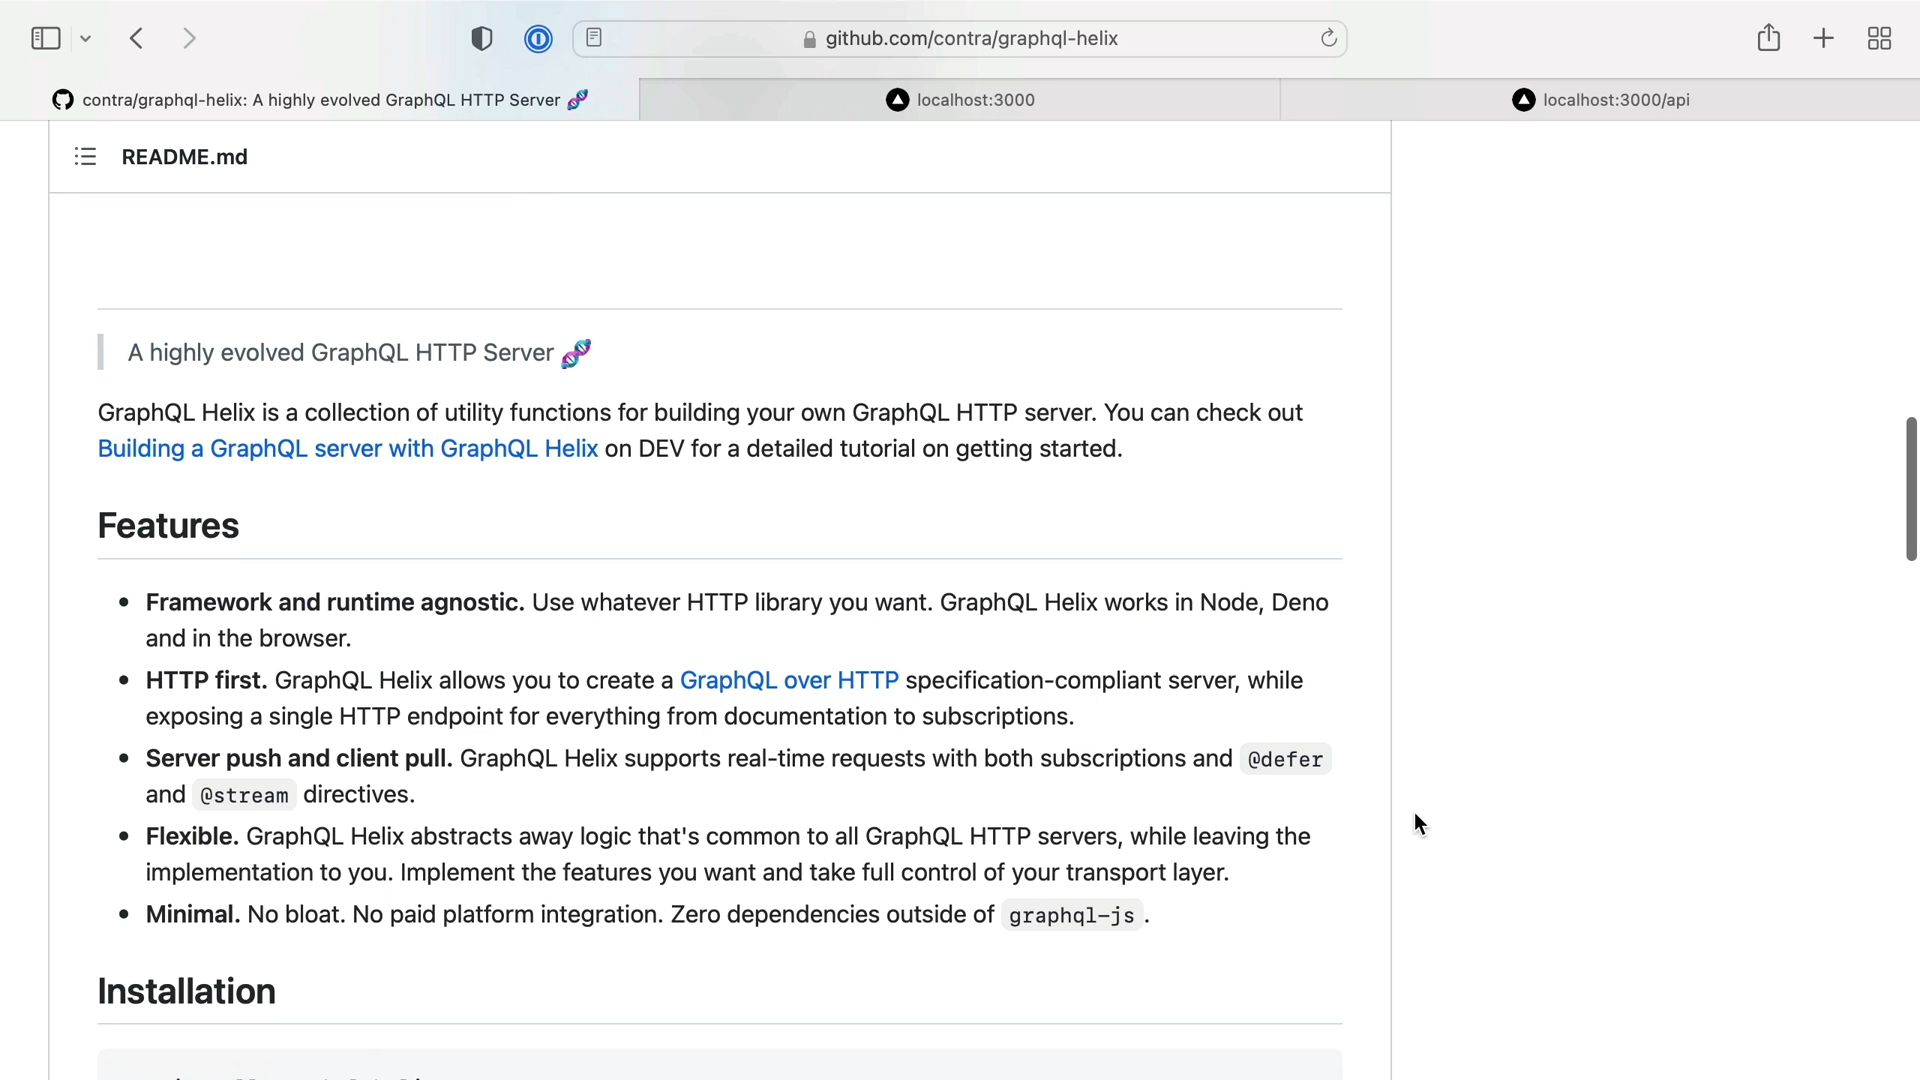 github.com/contra/graphql-helix
contra/graphql-helix: A highly evolved GraphQL HTTP Server 🧬
localhost:3000
localhost:3000/api
README.md
A highly evolved GraphQL HTTP Server 🧬
GraphQL Helix is a collection of utility functions for building your own GraphQL HTTP server. You can check out
Building a GraphQL server with GraphQL Helix on DEV for a detailed tutorial on getting started.
Features
• Framework and runtime agnostic. Use whatever HTTP library you want. GraphQL Helix works in Node, Deno
and in the browser.
• HTTP first. GraphQL Helix allows you to create a GraphQL over HTTP specification-compliant server, while
exposing a single HTTP endpoint for everything from documentation to subscriptions.
• Server push and client pull. GraphQL Helix supports real-time requests with both subscriptions and @defer
and @stream directives.
• Flexible. GraphQL Helix abstracts away logic that's common to all GraphQL HTTP servers, while leaving the
implementation to you. Implement the features you want and take full control of your transport layer.
• Minimal. No bloat. No paid platform integration. Zero dependencies outside of graphql-js.
Installation